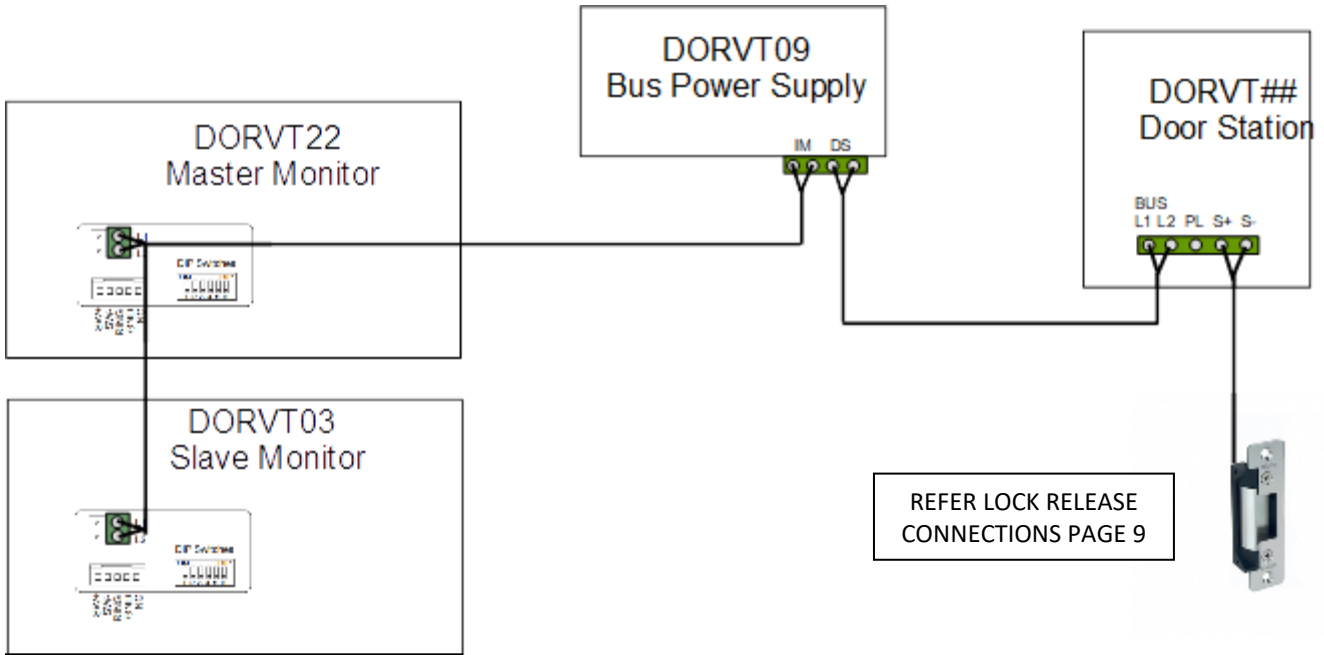 DORVT09
Bus Power Supply
IM DS
DORVT##
Door Station
BUS
L1 L2 PL S+ S-
DORVT22
Master Monitor
DIP Switches
DORVT03
Slave Monitor
DIP Switches
REFER LOCK RELEASE
CONNECTIONS PAGE 9